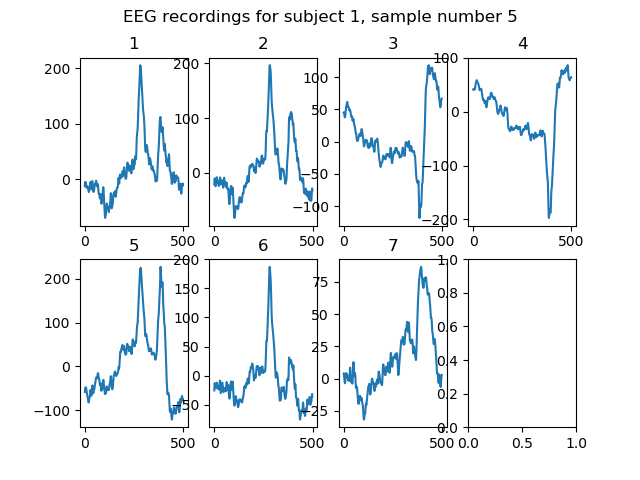 EEG recordings for subject 1, sample number 5
1 2 3 4
200 200 100 100
100 100 50 0
0 0 0 −100
−50 −200
−100
0 500 0 500 0 500 0 500
5 6 7
200 200 75 1.0
100 150 50 0.8
0 100 25 0.6
−100 50 0 0.4
0 −25 0.2
−50 0.0
0 500 0 500 0 500 0.0 0.5 1.0